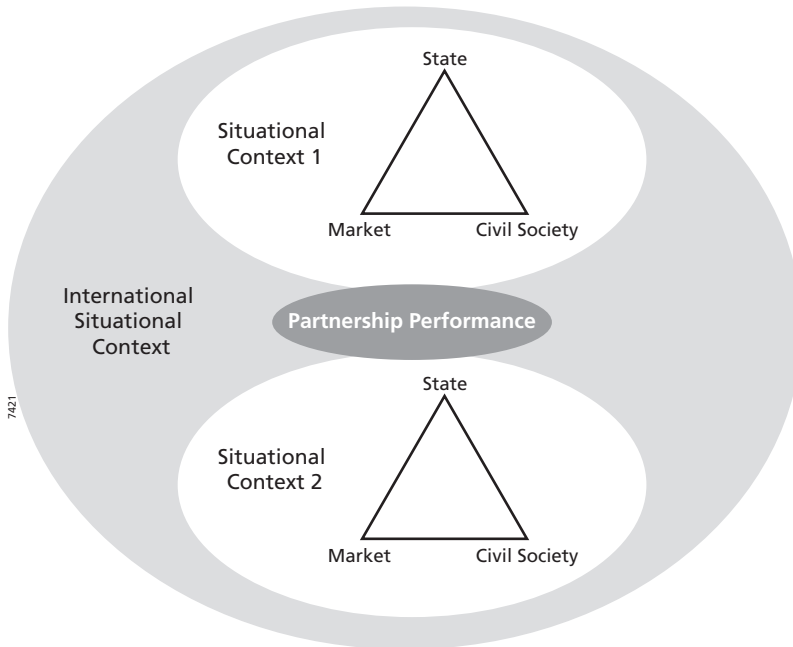 State
Situational
Context 1
Market Civil Society
International
Situational
Context
Partnership Performance
7421
State
Situational
Context 2
Market Civil Society